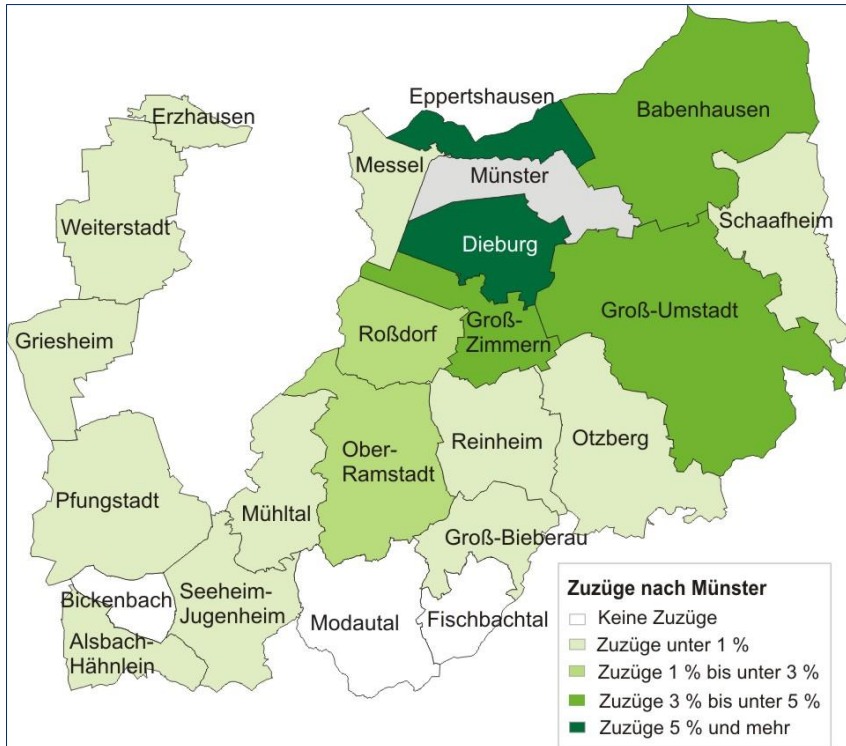 Eppertshausen
Babenhausen
Erzhausen
Messel
Münster
Weiterstadt
Schaafheim
Dieburg
Groß-Umstadt
Griesheim
Roßdorf
Groß-
Zimmern
Ober-
Ramstadt
Reinheim
Otzberg
Pfungstadt
Mühltal
Groß-Bieberau
Bickenbach
Seeheim-
Jugenheim
Modautal
Fischbachtal
Alsbach-
Hähnlein
Zuzüge nach Münster
Keine Zuzüge
Zuzüge unter 1 %
Zuzüge 1 % bis unter 3 %
Zuzüge 3 % bis unter 5 %
Zuzüge 5 % und mehr